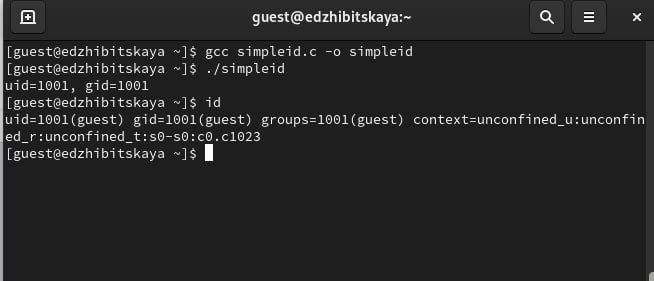 guest@edzhibitskaya:~
[guest@edzhibitskaya ~]$ gcc simpleid.c -o simpleid
[guest@edzhibitskaya ~]$ ./simpleid
uid=1001, gid=1001
[guest@edzhibitskaya ~]$ id
uid=1001(guest) gid=1001(guest) groups=1001(guest) context=unconfined_u:unconfin
ed_r:unconfined_t:s0-s0:c0.c1023
[guest@edzhibitskaya ~]$